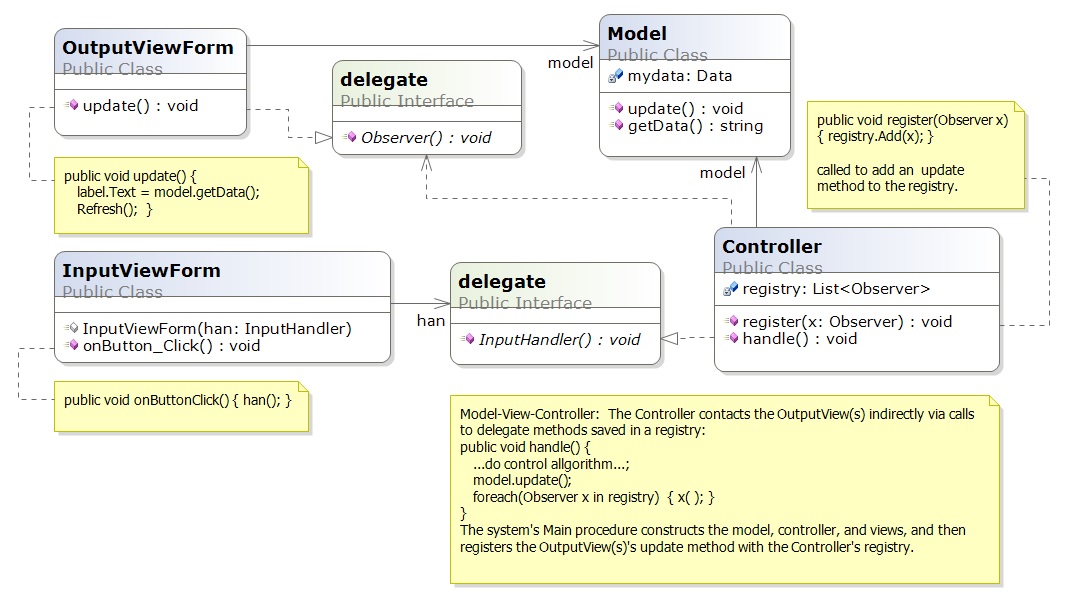 OutputViewForm
Public Class
update() : void
public void update() {
label.Text = model.getData();
Refresh();  }
delegate
Public Interface
Observer() : void
model
Model
Public Class
mydata: Data
update() : void
getData() : string
model
public void register(Observer x)
{ registry.Add(x); }
called to add an  update
method to the registry.
InputViewForm
Public Class
InputViewForm(han: InputHandler)
onButton_Click() : void
public void onButtonClick() { han(); }
han
delegate
Public Interface
InputHandler() : void
Controller
Public Class
registry: List<Observer>
register(x: Observer) : void
handle() : void
Model-View-Controller:  The Controller contacts the OutputView(s) indirectly via calls
to delegate methods saved in a registry:
public void handle() {
...do control allgorithm...;
model.update();
foreach(Observer x in registry)  { x( ); }
}
The system's Main procedure constructs the model, controller, and views, and then
registers the OutputView(s)'s update method with the Controller's registry.